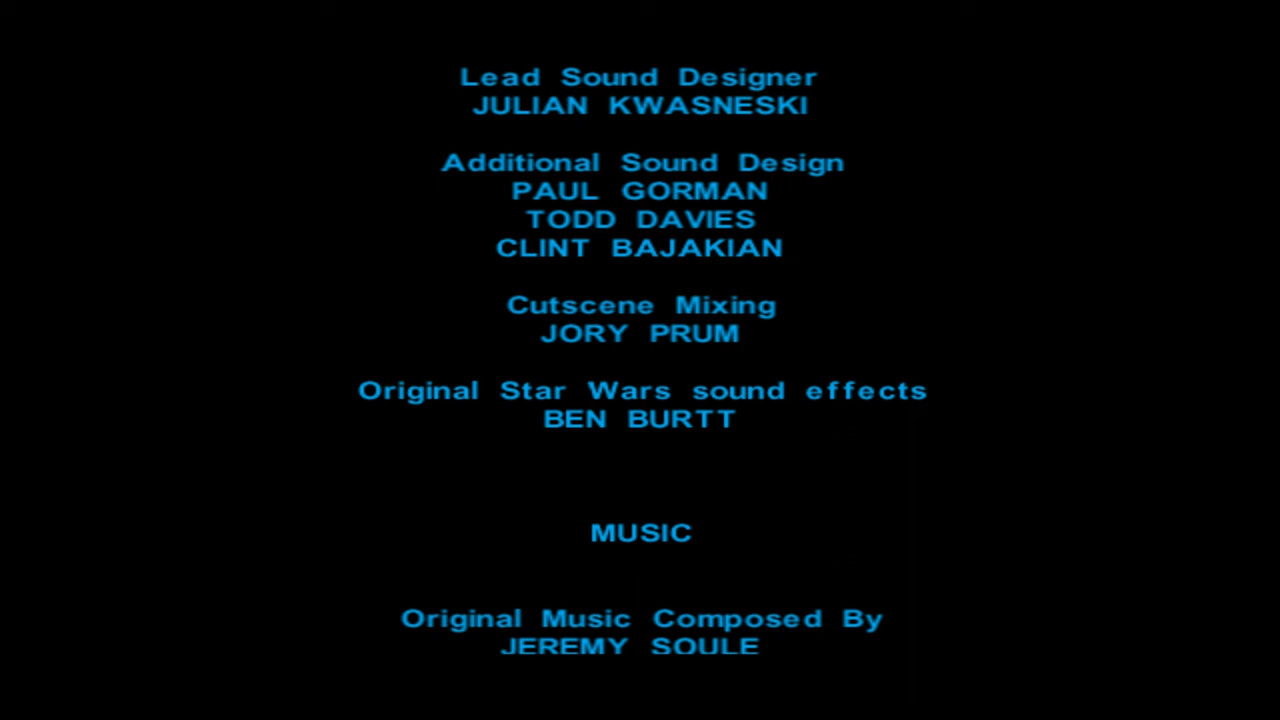 Lead Sound Designer
JULIAN KWASNESKI
Additional Sound Design
PAUL GORMAN
TODD DAVIES
CLINT BAJAKIAN
Cutscene Mixing
JORY PRUM
Original Star Wars sound effects
BEN BURTT
MUSIC
Original Music Composed By
JEREMY SOULE